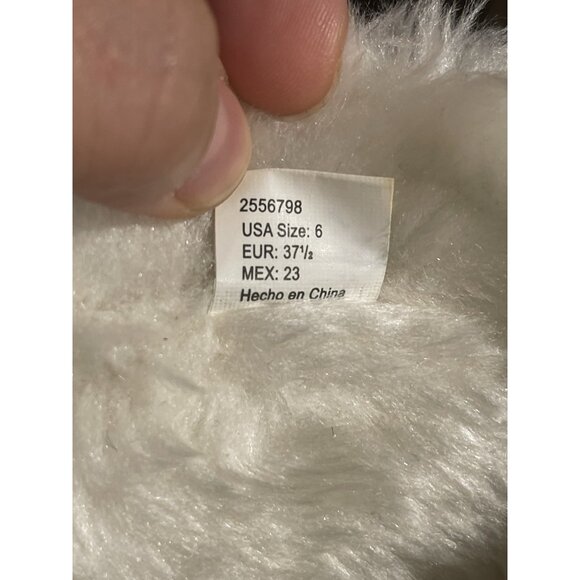 2556798
USA Size: 6
EUR: 37¹/₂
MEX: 23
Hecho en China